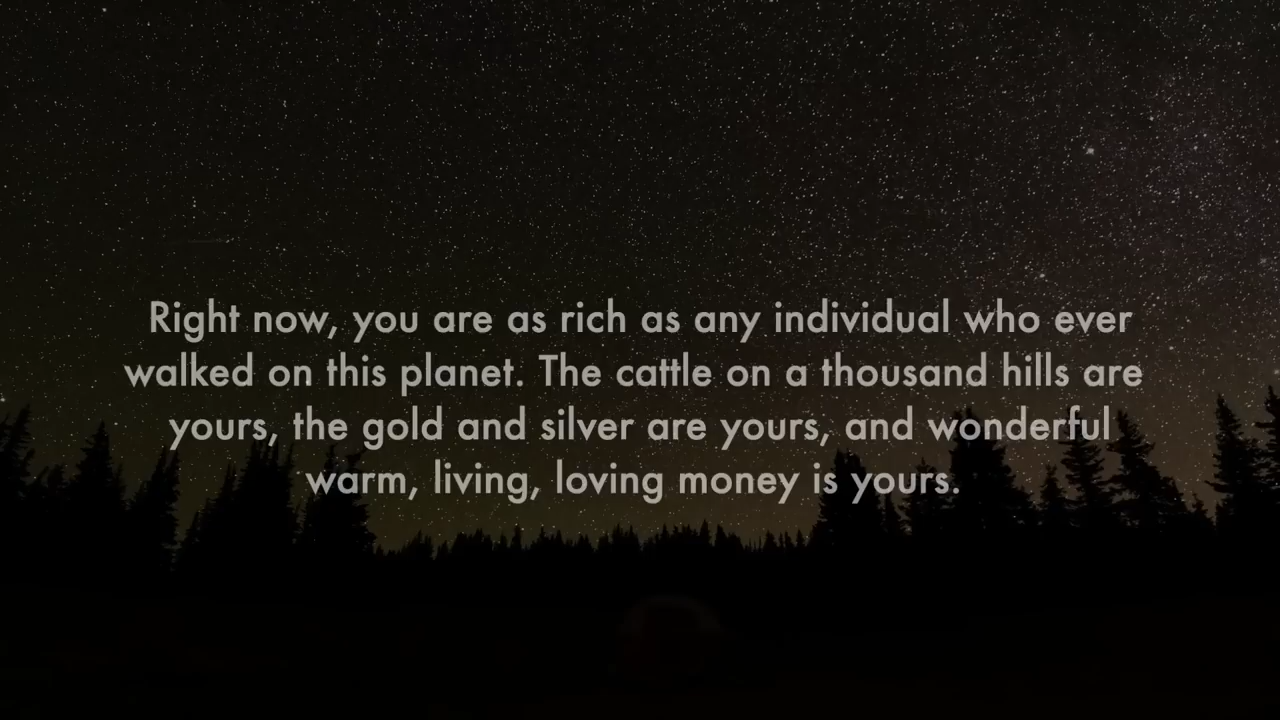 Right now, you are as rich as any individual who ever
walked on this planet. The cattle on a thousand hills are
yours, the gold and silver are yours, and wonderful
warm, living, loving money is yours.